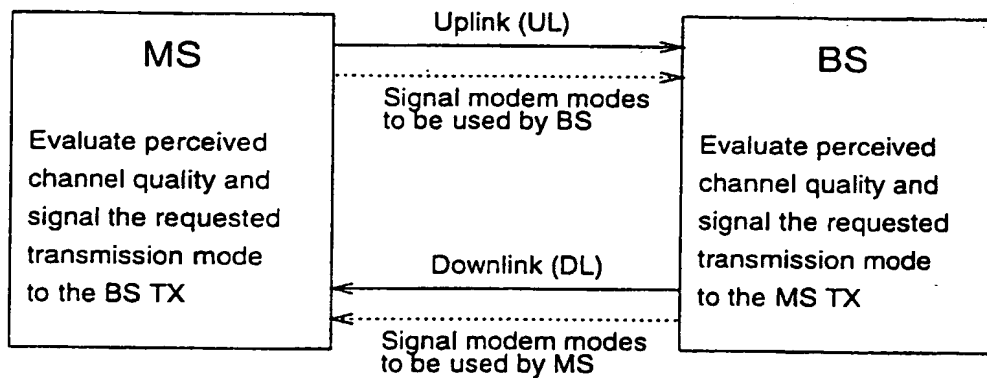 MS
Evaluate perceived
channel quality and
signal the requested
transmission mode
to the BS TX
Uplink (UL)
Signal modem modes
to be used by BS
Downlink (DL)
Signal modem modes
to be used by MS
BS
Evaluate perceived
channel quality and
signal the requested
transmission mode
to the MS TX